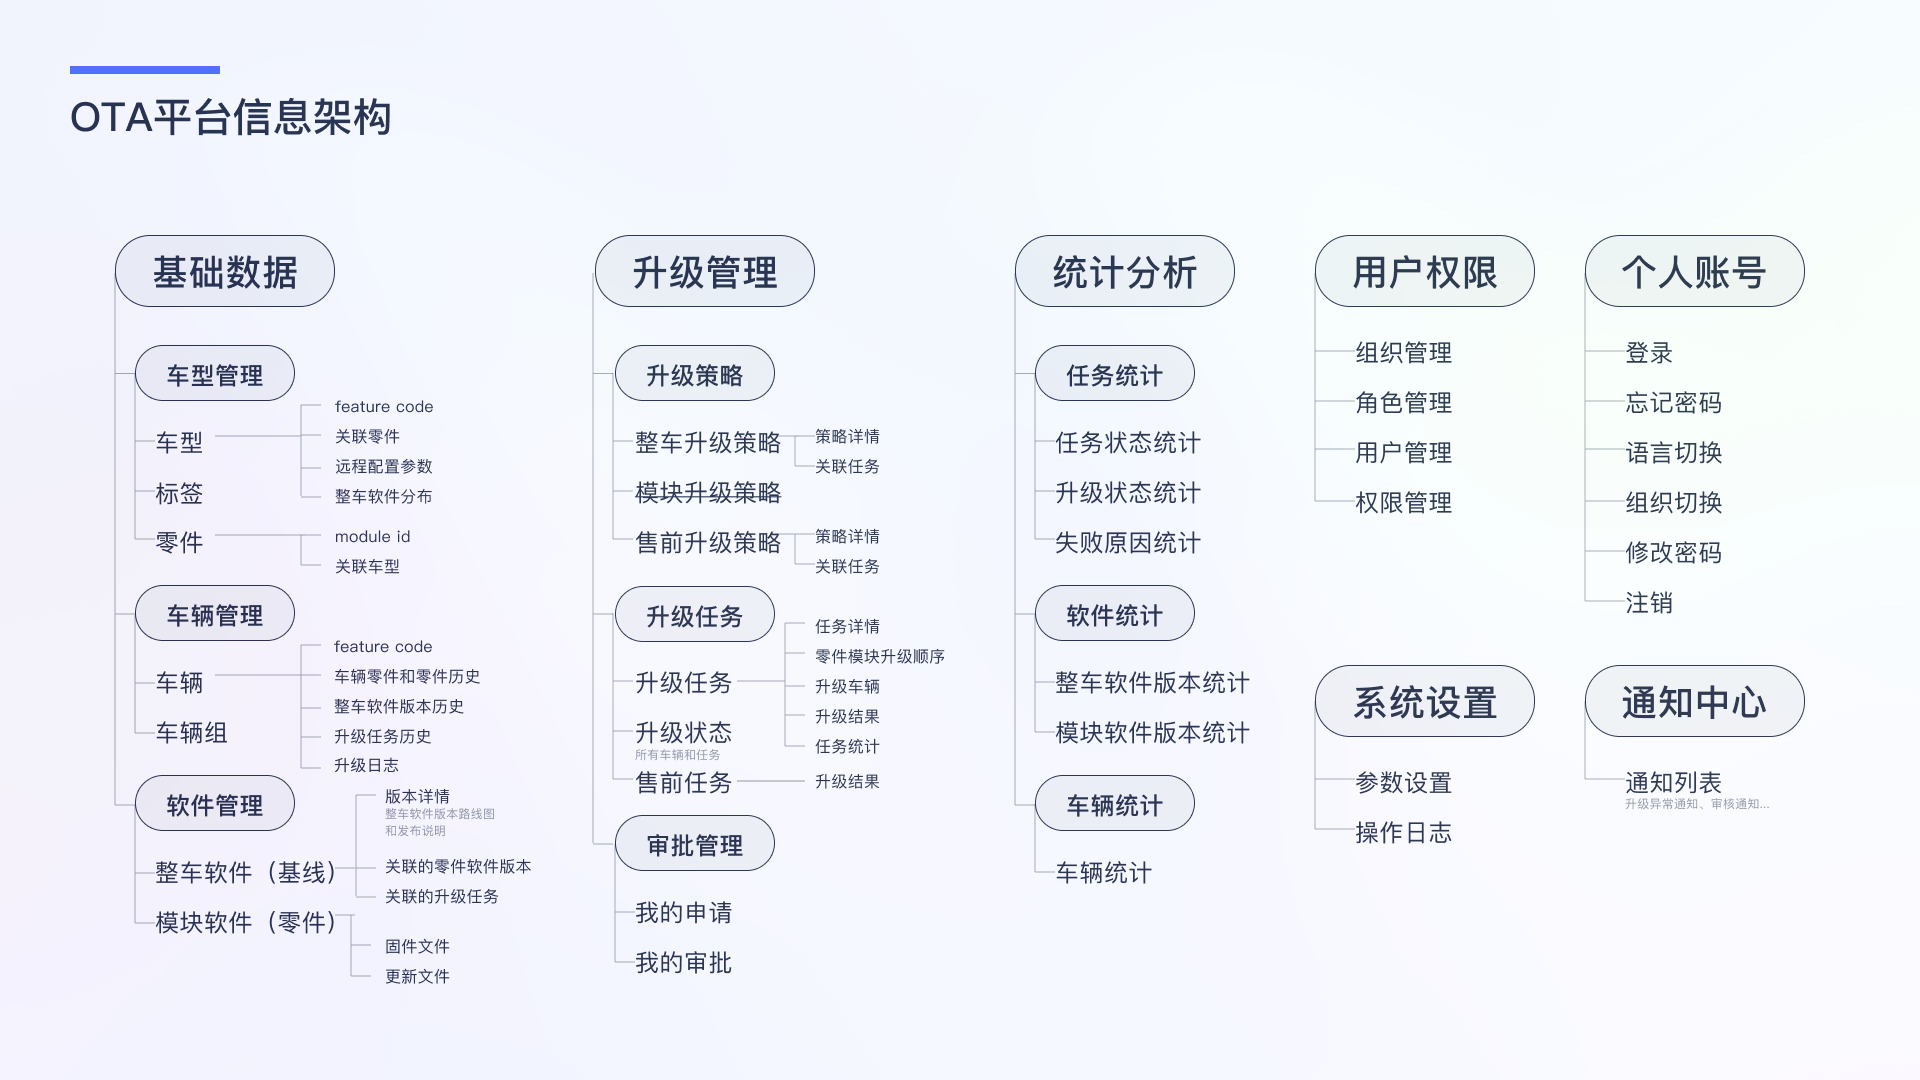 OTA平台信息架构
基础数据
车型管理
车型
feature code
关联零件
远程配置参数
整车软件分布
标签
零件
module id
关联车型
车辆管理
车辆
feature code
车辆零件和零件历史
整车软件版本历史
升级任务历史
升级日志
车辆组
软件管理
整车软件（基线）
版本详情
整车软件版本路线图
和发布说明
关联的零件软件版本
关联的升级任务
模块软件（零件）
固件文件
更新文件
升级管理
升级策略
整车升级策略
策略详情
关联任务
模块升级策略
售前升级策略
策略详情
关联任务
升级任务
升级任务
任务详情
零件模块升级顺序
升级车辆
升级结果
任务统计
升级状态
所有车辆和任务
售前任务
升级结果
审批管理
我的申请
我的审批
统计分析
任务统计
任务状态统计
升级状态统计
失败原因统计
软件统计
整车软件版本统计
模块软件版本统计
车辆统计
车辆统计
用户权限
组织管理
角色管理
用户管理
权限管理
系统设置
参数设置
操作日志
个人账号
登录
忘记密码
语言切换
组织切换
修改密码
注销
通知中心
通知列表
升级异常通知、审核通知...